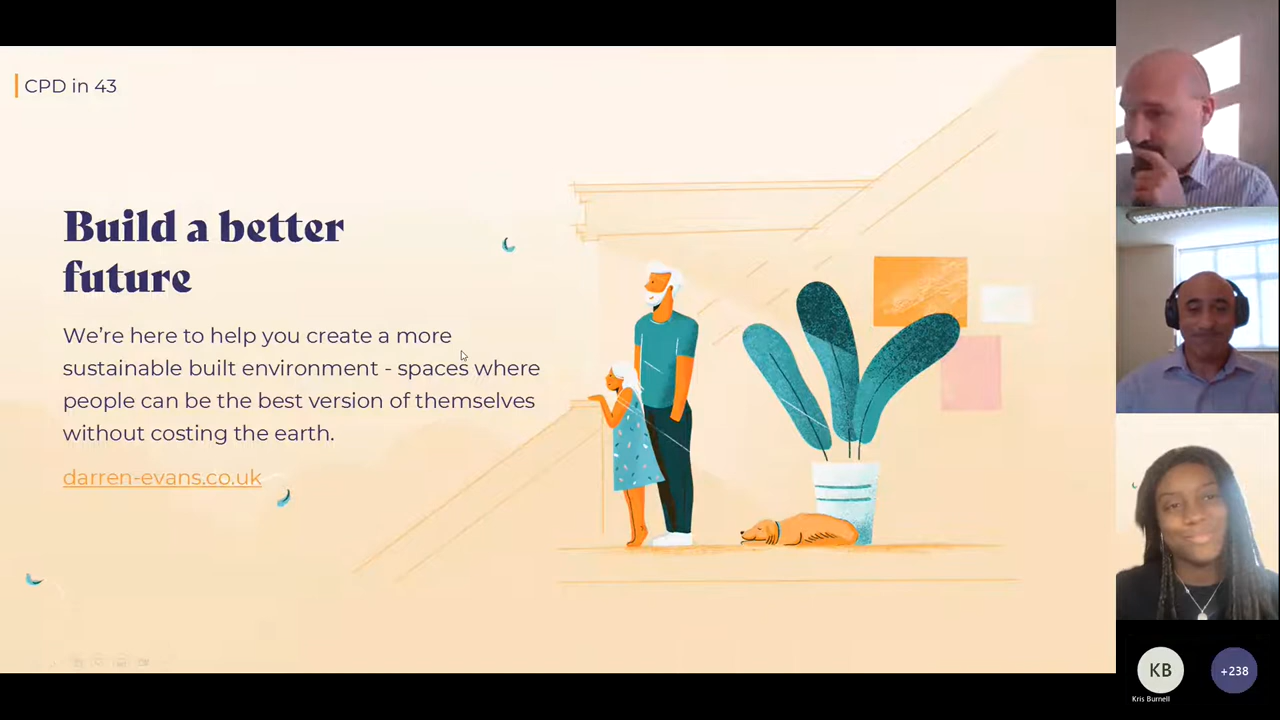 CPD in 43
Build a better
future
We’re here to help you create a more
sustainable built environment - spaces where
people can be the best version of themselves
without costing the earth.
darren-evans.co.uk
KB
+238
Kris Burnell